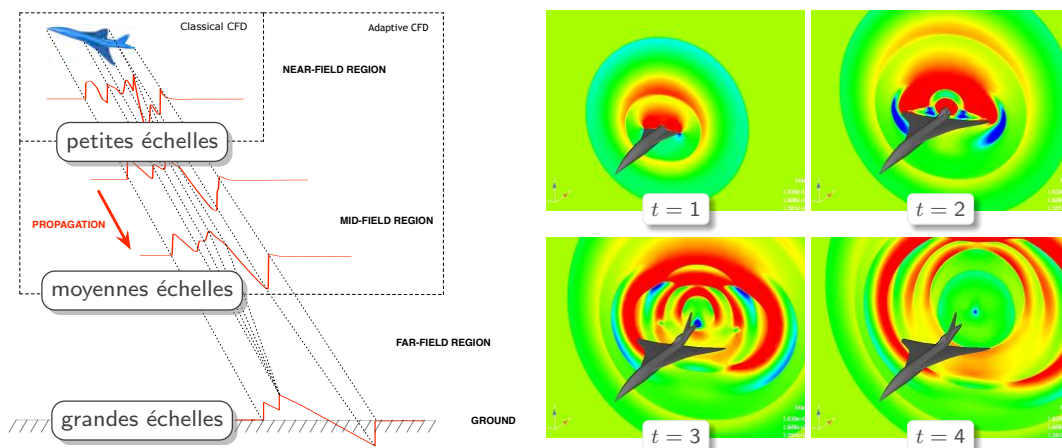 Classical CFD
Adaptive CFD
NEAR-FIELD REGION
petites échelles
PROPAGATION
MID-FIELD REGION
moyennes échelles
FAR-FIELD REGION
grandes échelles
GROUND
t = 1
t = 2
t = 3
t = 4